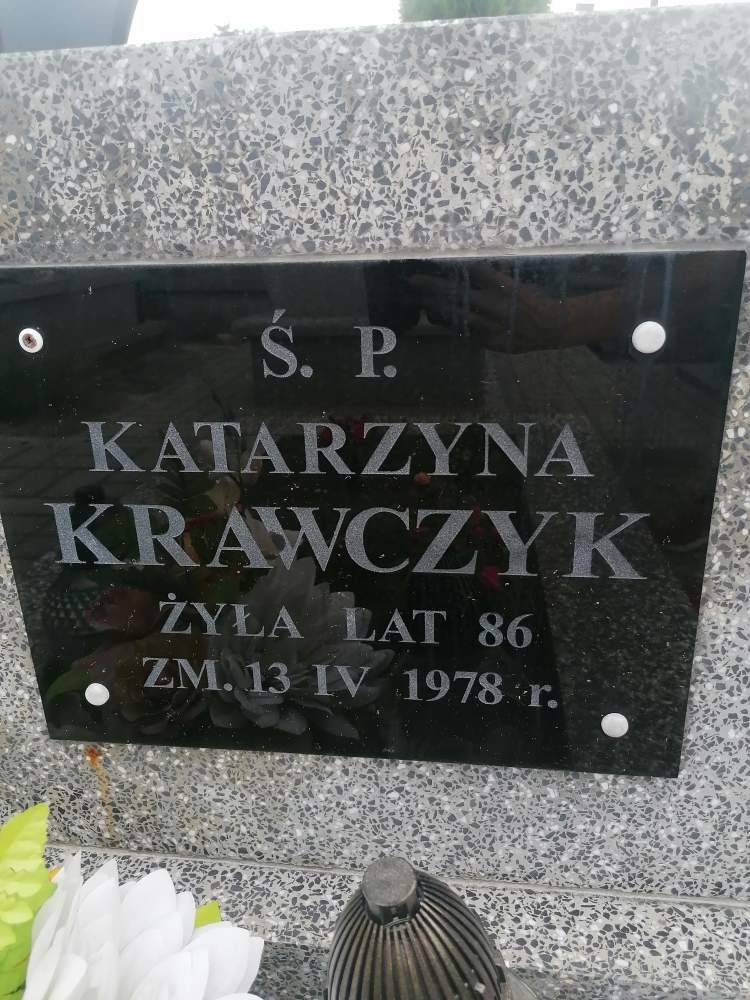 Ś. P.
KATARZYNA
KRAWCZYK
ŻYŁA LAT 86
ZM. 13 IV 1978 r.